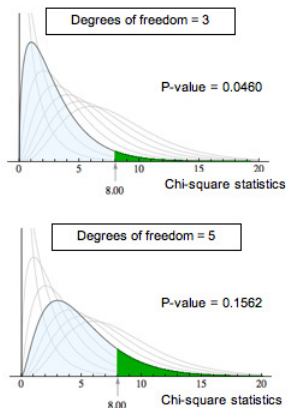 Degrees of freedom = 3
P-value = 0.0460
0 5 10 15 20
8.00
Chi-square statistics
Degrees of freedom = 5
P-value = 0.1562
0 5 10 15 20
8.00
Chi-square statistics